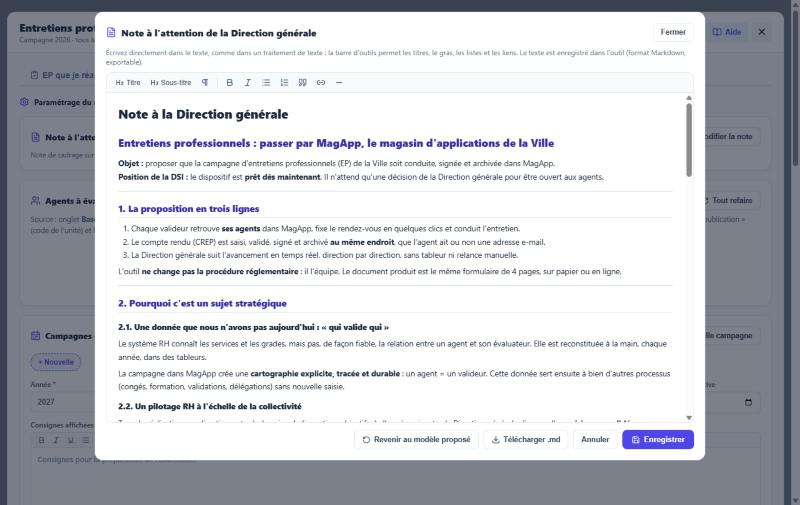 Entretiens prof
Campagne 2026 · tous le
Aide
EP que je réa
Paramétrage du
Note à l'atte
Note de cadrage sur
odifier la note
Agents à éva
Tout refaire
Source : onglet Base
publication »
(code de l'unité) et l
Campagnes
lle campagne
+ Nouvelle
Année *
tive
2027
Consignes affichées
B I U
Consignes pour la préparation de l'entretien...
Note à l'attention de la Direction générale
Fermer
Écrivez directement dans le texte, comme dans un traitement de texte : la barre d'outils permet les titres, le gras, les listes et les liens. Le texte est enregistré dans l'outil (format Markdown,
exportable).
H2 Titre H3 Sous-titre ¶ B I
Note à la Direction générale
Entretiens professionnels : passer par MagApp, le magasin d'applications de la Ville
Objet : proposer que la campagne d'entretiens professionnels (EP) de la Ville soit conduite, signée et archivée dans MagApp.
Position de la DSI : le dispositif est prêt dès maintenant. Il n'attend qu'une décision de la Direction générale pour être ouvert aux agents.
1. La proposition en trois lignes
1. Chaque valideur retrouve ses agents dans MagApp, fixe le rendez-vous en quelques clics et conduit l'entretien.
2. Le compte rendu (CREP) est saisi, validé, signé et archivé au même endroit, que l'agent ait ou non une adresse e-mail.
3. La Direction générale suit l'avancement en temps réel, direction par direction, sans tableur ni relance manuelle.
L'outil ne change pas la procédure réglementaire : il l'équipe. Le document produit est le même formulaire de 4 pages, sur papier ou en ligne.
2. Pourquoi c'est un sujet stratégique
2.1. Une donnée que nous n'avons pas aujourd'hui : « qui valide qui »
Le système RH connaît les services et les grades, mais pas, de façon fiable, la relation entre un agent et son évaluateur. Elle est reconstituée à la main, chaque
année, dans des tableurs.
La campagne dans MagApp crée une cartographie explicite, tracée et durable : un agent = un valideur. Cette donnée sert ensuite à bien d'autres processus
(congés, formation, validations, délégations) sans nouvelle saisie.
2.2. Un pilotage RH à l'échelle de la collectivité
Revenir au modèle proposé
Télécharger .md
Annuler
Enregistrer